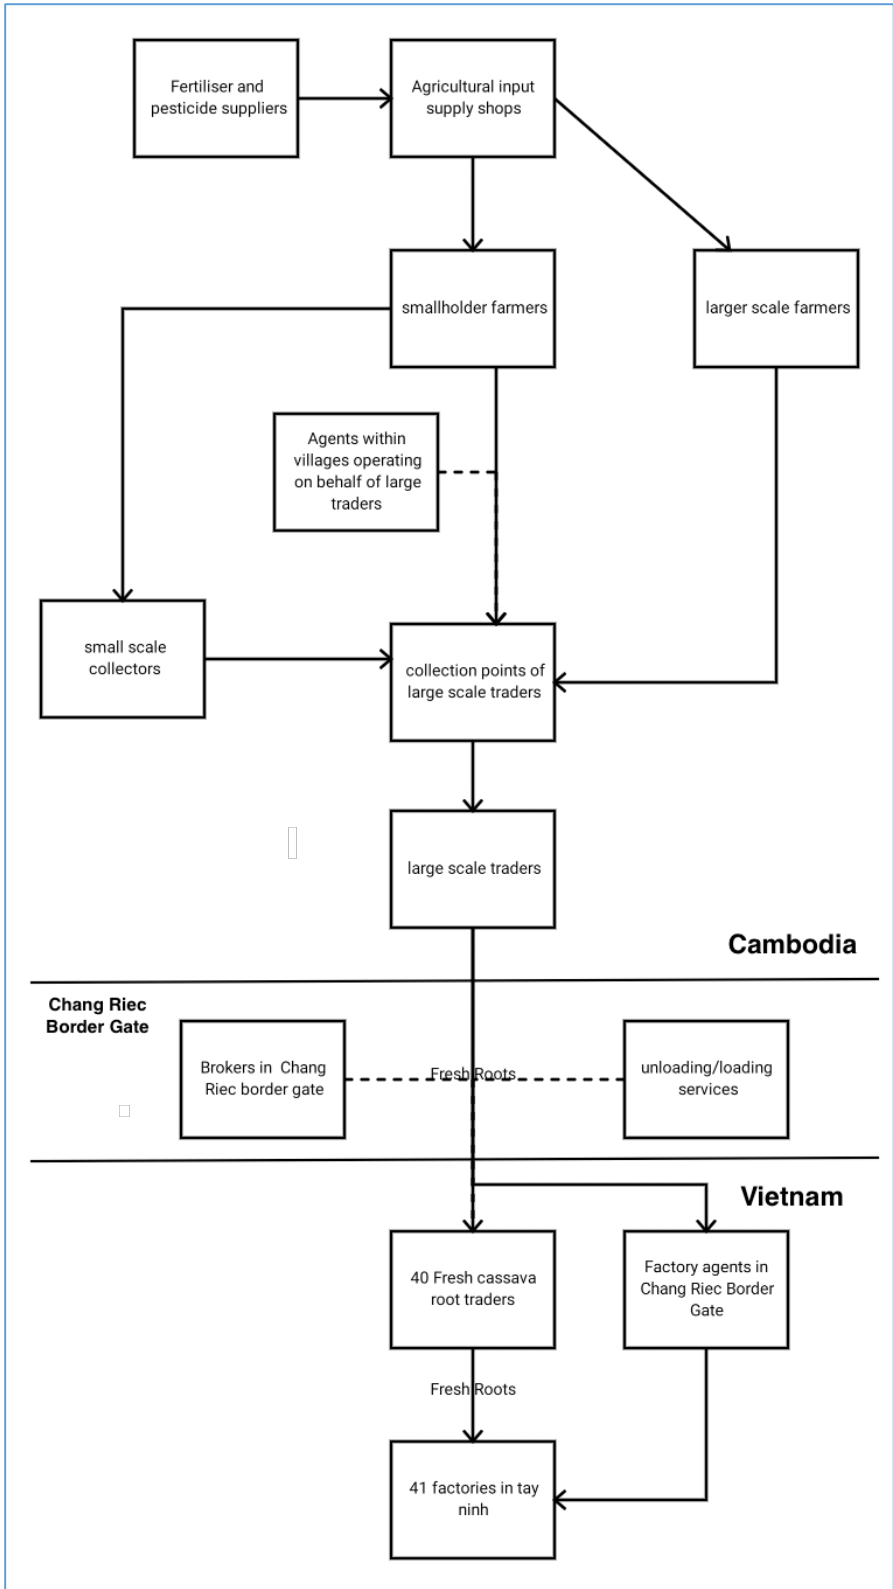 Fertiliser and
pesticide suppliers
Agricultural input
supply shops
smallholder farmers
larger scale farmers
Agents within
villages operating
on behalf of large
traders
small scale
collectors
collection points of
large scale traders
large scale traders
Cambodia
Chang Riec
Border Gate
Brokers in Chang
Riec border gate
Fresh Roots
unloading/loading
services
Vietnam
40 Fresh cassava
root traders
Factory agents in
Chang Riec Border
Gate
Fresh Roots
41 factories in tay
ninh